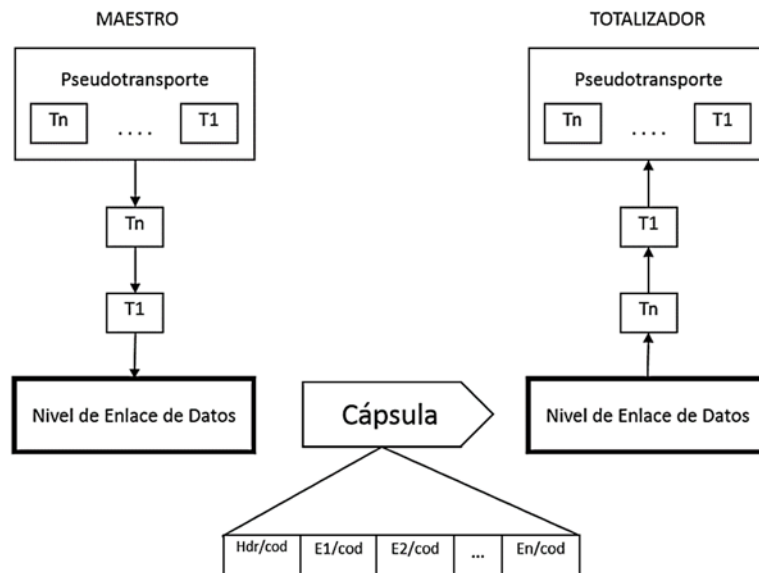 MAESTRO
TOTALIZADOR
Pseudotransporte
Tn
....
T1
Pseudotransporte
Tn
....
T1
Tn
T1
T1
Tn
Nivel de Enlace de Datos
Cápsula
Nivel de Enlace de Datos
Hdr/cod
E1/cod
E2/cod
...
En/cod